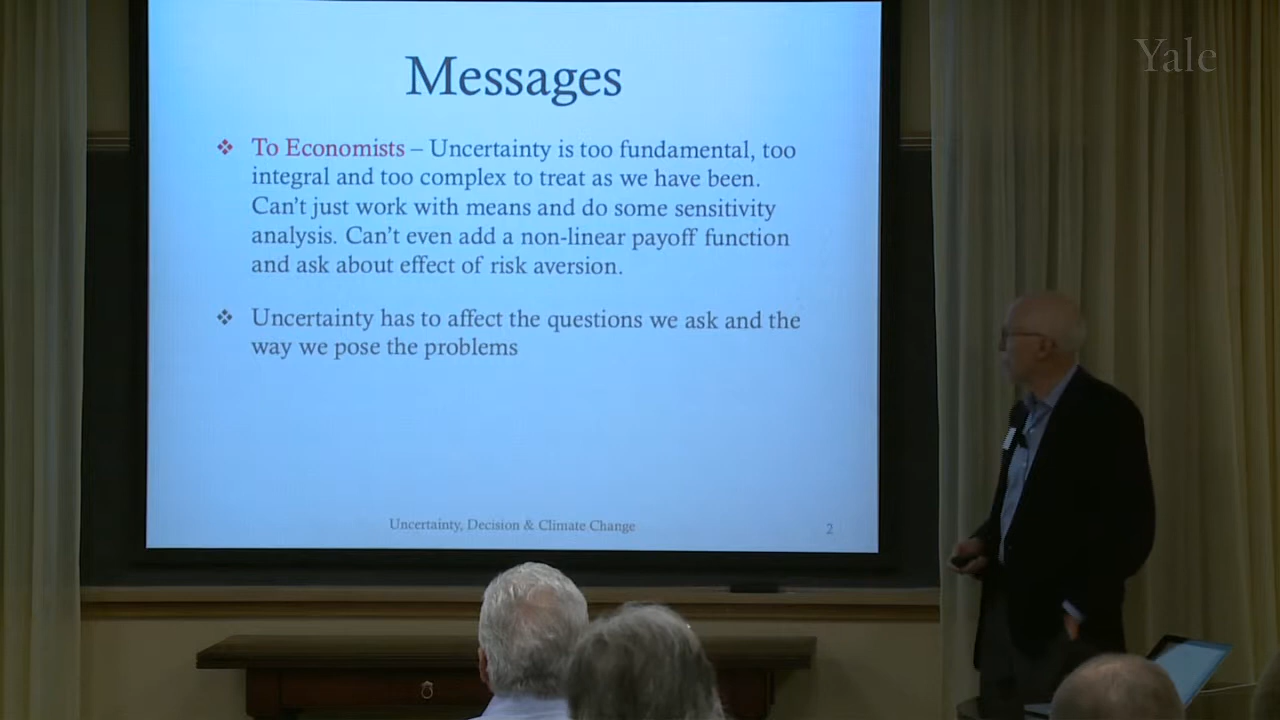 Yale
Messages
❖ To Economists – Uncertainty is too fundamental, too
integral and too complex to treat as we have been.
Can't just work with means and do some sensitivity
analysis. Can't even add a non-linear payoff function
and ask about effect of risk aversion.
❖ Uncertainty has to affect the questions we ask and the
way we pose the problems
Uncertainty, Decision & Climate Change
2